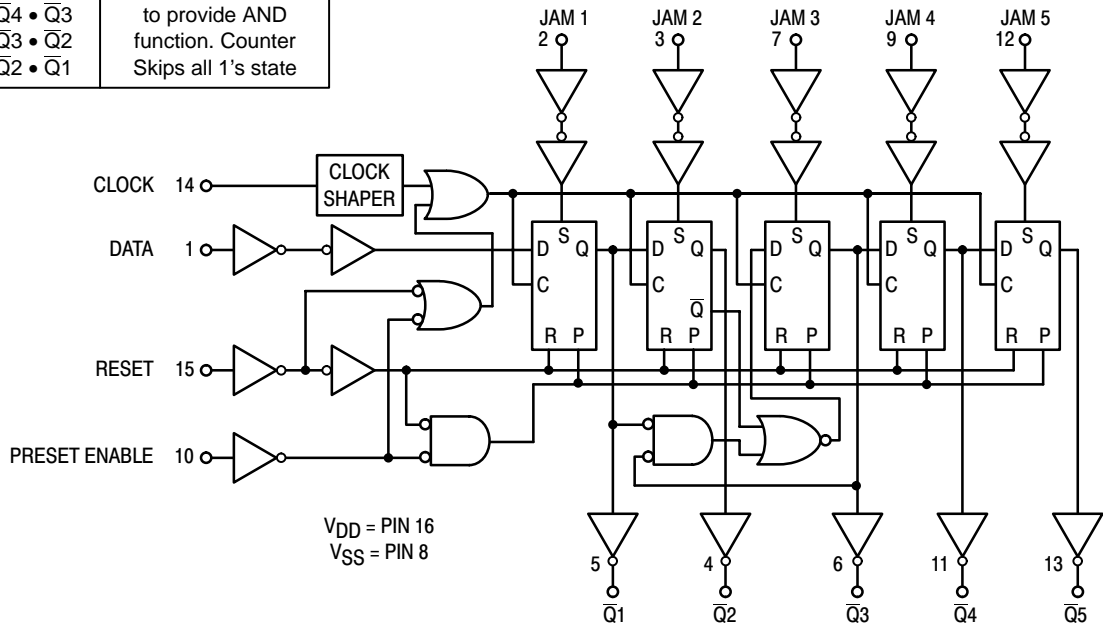 Q̅4 • Q̅3 to provide AND
Q̅3 • Q̅2 function. Counter
Q̅2 • Q̅1 Skips all 1's state
JAM 1 JAM 2 JAM 3 JAM 4 JAM 5
2 3 7 9 12
CLOCK 14 CLOCK
SHAPER
DATA 1
S S S S S
D Q D Q D Q D Q D Q
C C C C C
Q̅
R P R P R P R P R P
RESET 15
PRESET ENABLE 10
VDD = PIN 16
VSS = PIN 8
5 4 6 11 13
Q̅1 Q̅2 Q̅3 Q̅4 Q̅5